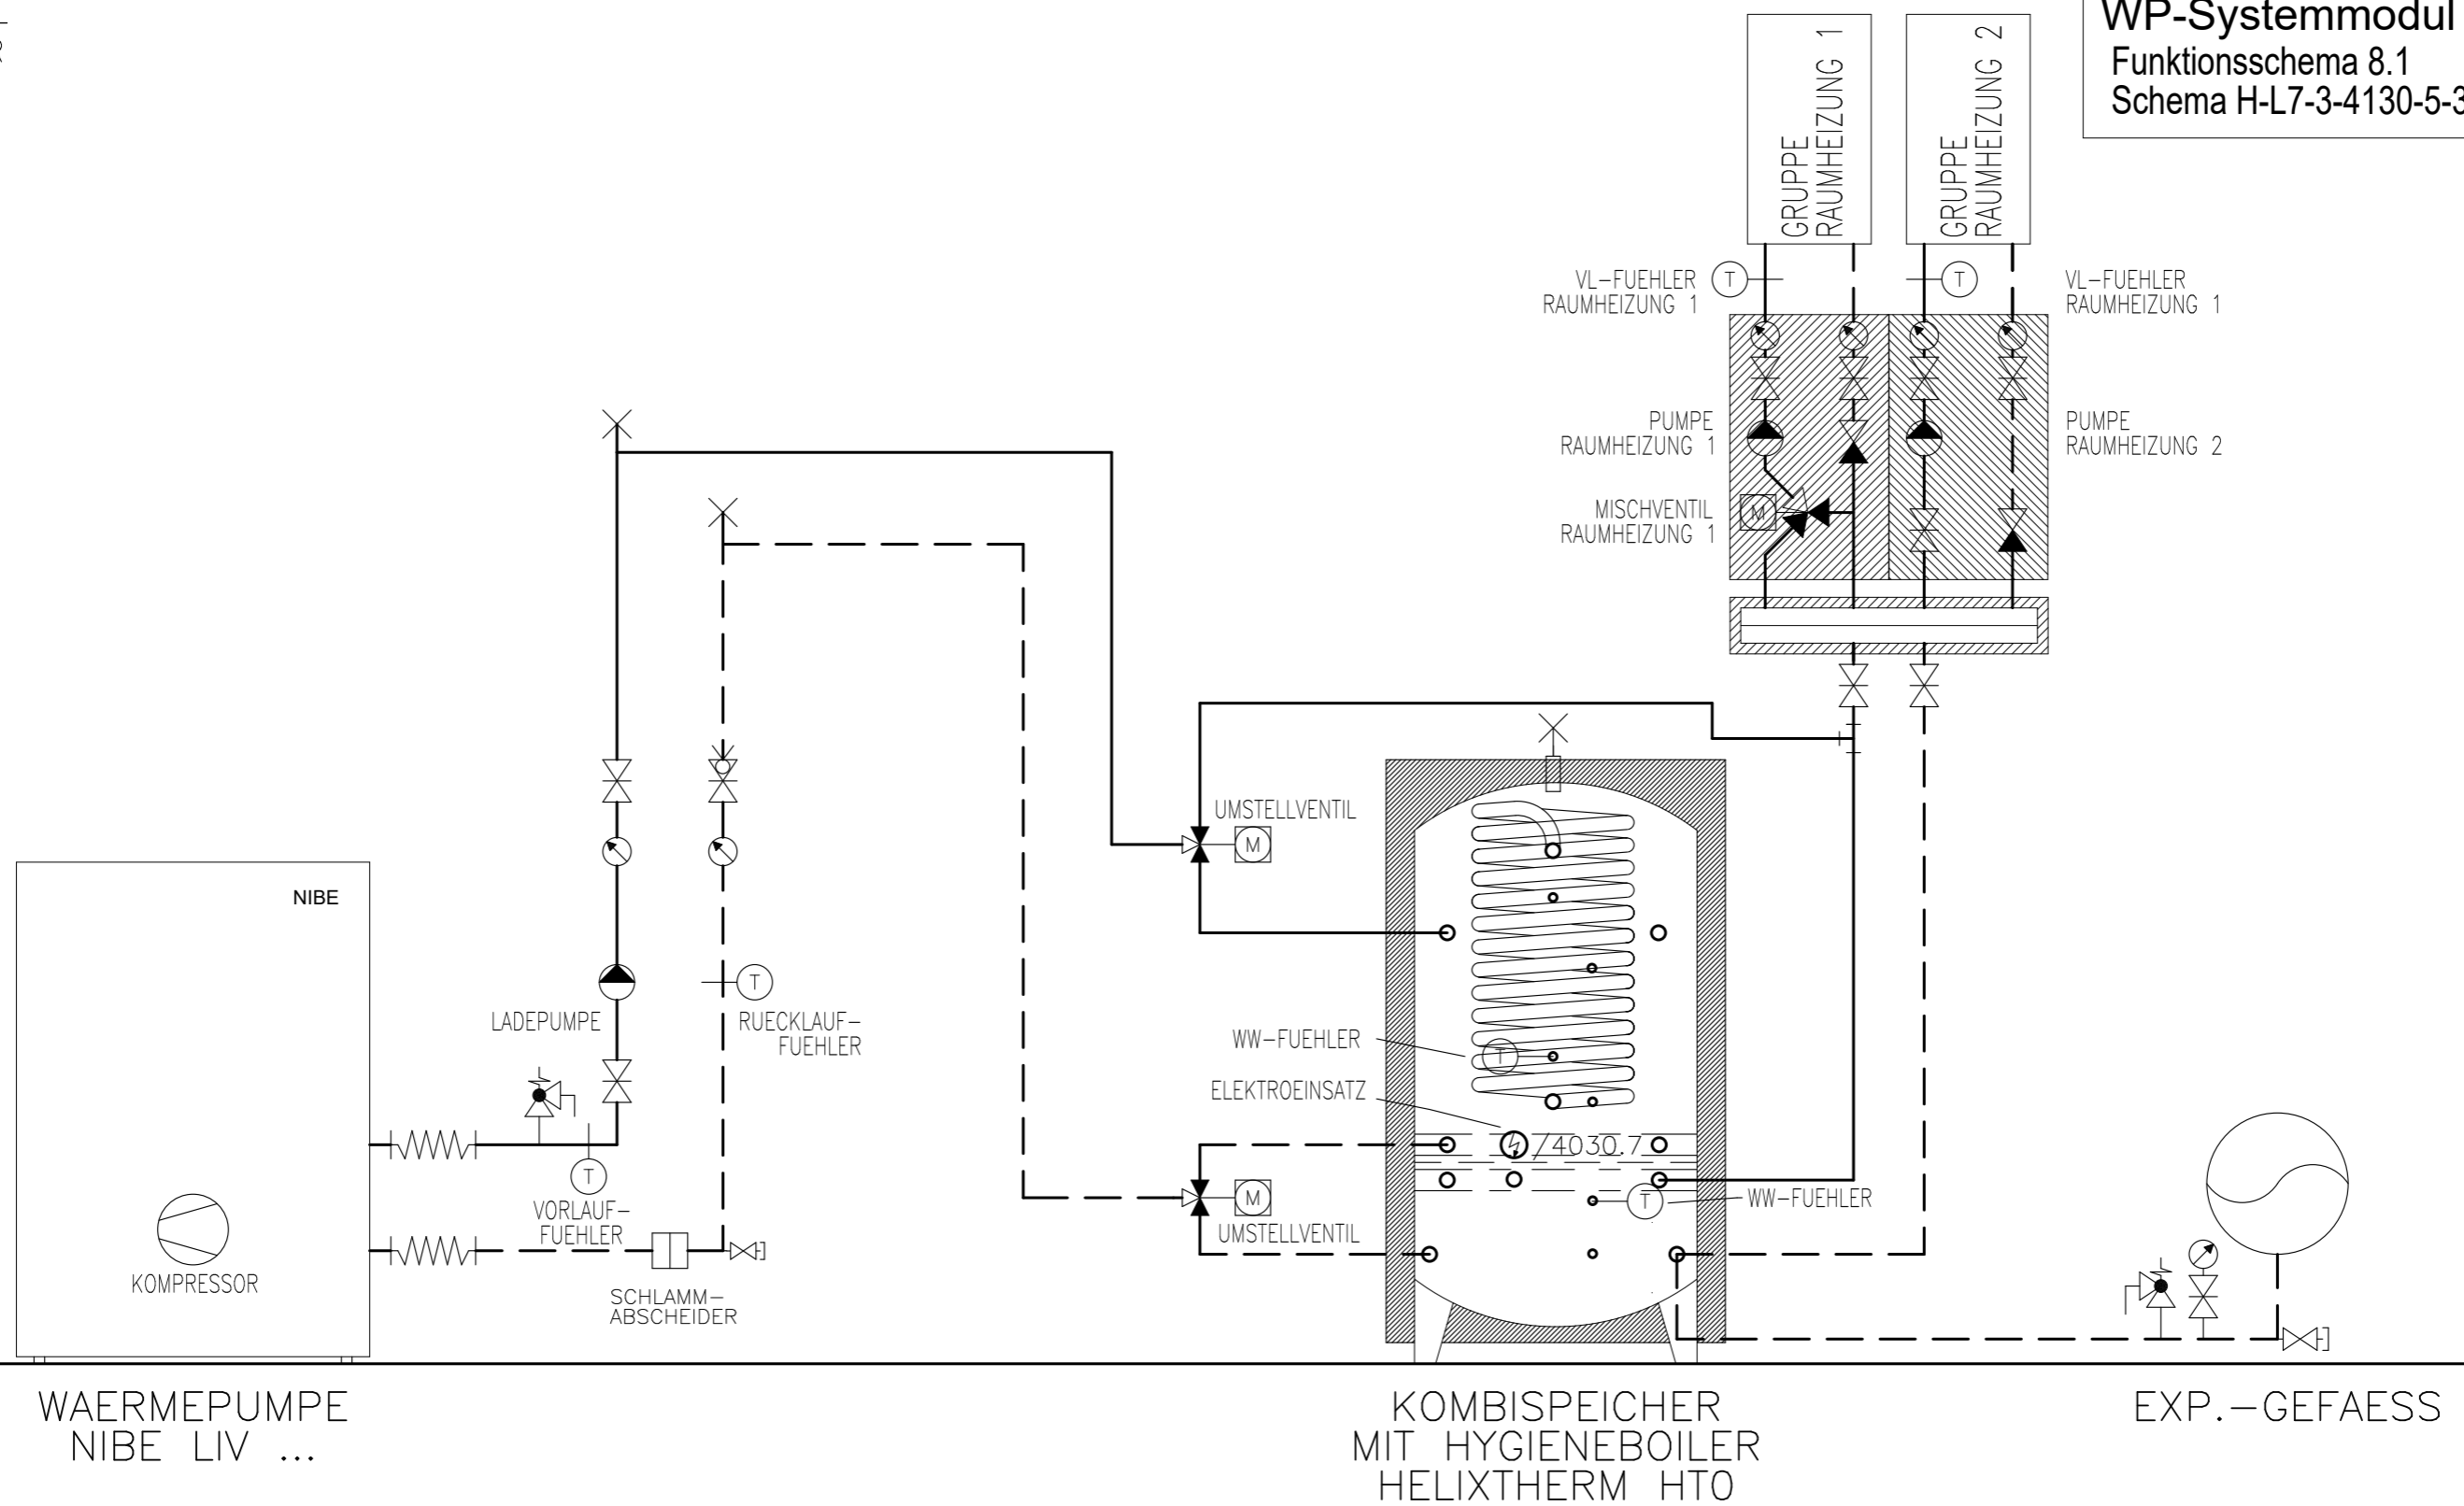 WP-Systemmodul
Funktionsschema 8.1
Schema H-L7-3-4130-5-3
GRUPPE
RAUMHEIZUNG 1
GRUPPE
RAUMHEIZUNG 2
VL-FUEHLER
RAUMHEIZUNG 1
T
T
VL-FUEHLER
RAUMHEIZUNG 1
PUMPE
RAUMHEIZUNG 1
PUMPE
RAUMHEIZUNG 2
MISCHVENTIL
RAUMHEIZUNG 1
M
UMSTELLVENTIL
M
NIBE
T
LADEPUMPE
RUECKLAUF-
FUEHLER
WW-FUEHLER
T
ELEKTROEINSATZ
/4030.7
T
VORLAUF-
FUEHLER
M
UMSTELLVENTIL
T
WW-FUEHLER
KOMPRESSOR
SCHLAMM-
ABSCHEIDER
WAERMEPUMPE
NIBE LIV ...
KOMBISPEICHER
MIT HYGIENEBOILER
HELIXTHERM HTO
EXP.-GEFAESS